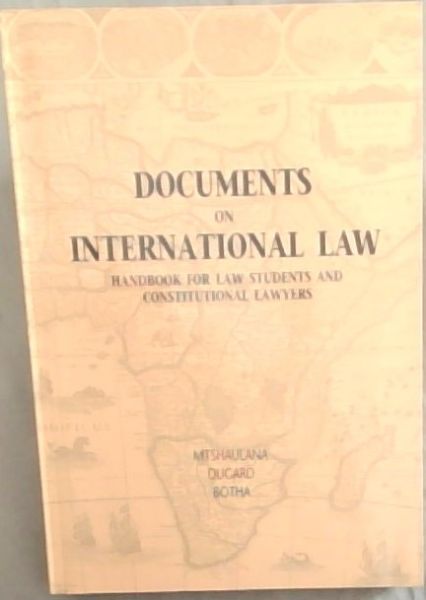 DOCUMENTS
ON
INTERNATIONAL LAW
HANDBOOK FOR LAW STUDENTS AND
CONSTITUTIONAL LAWYERS
MTSHAULANA
DUGARD
BOTHA